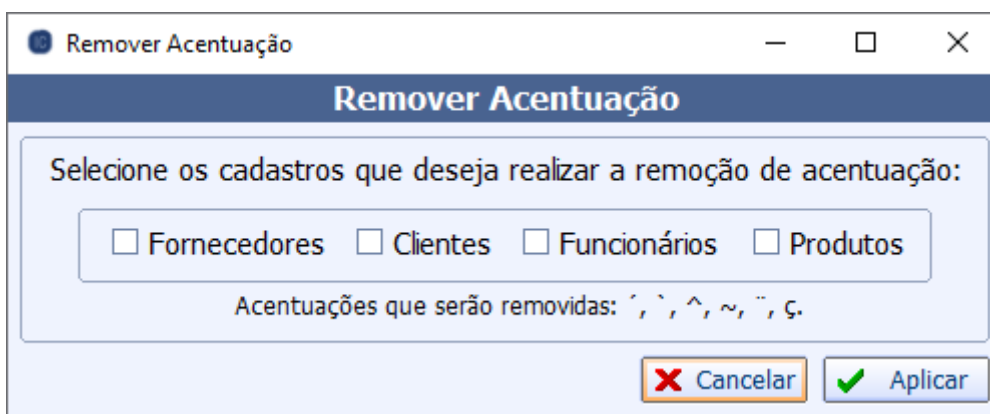 Remover Acentuação
Remover Acentuação
Selecione os cadastros que deseja realizar a remoção de acentuação:
Fornecedores Clientes Funcionários Produtos
Acentuações que serão removidas: ´, `, ^, ~, ¨, ç.
Cancelar Aplicar